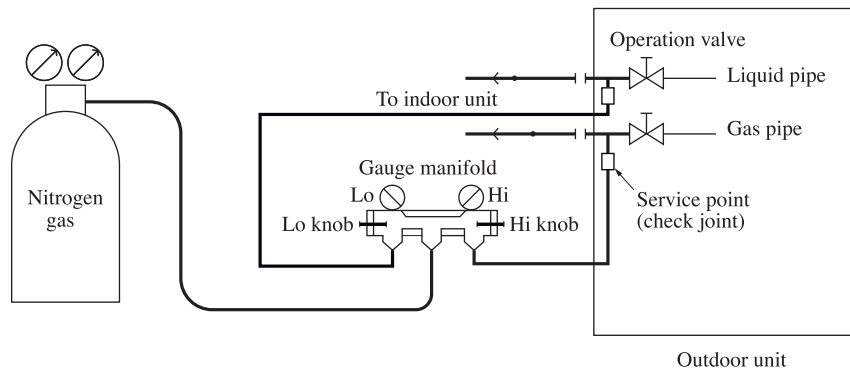 Operation valve
Liquid pipe
To indoor unit
Gas pipe
Gauge manifold
Lo
Hi
Nitrogen
gas
Lo knob
Hi knob
Service point
(check joint)
Outdoor unit